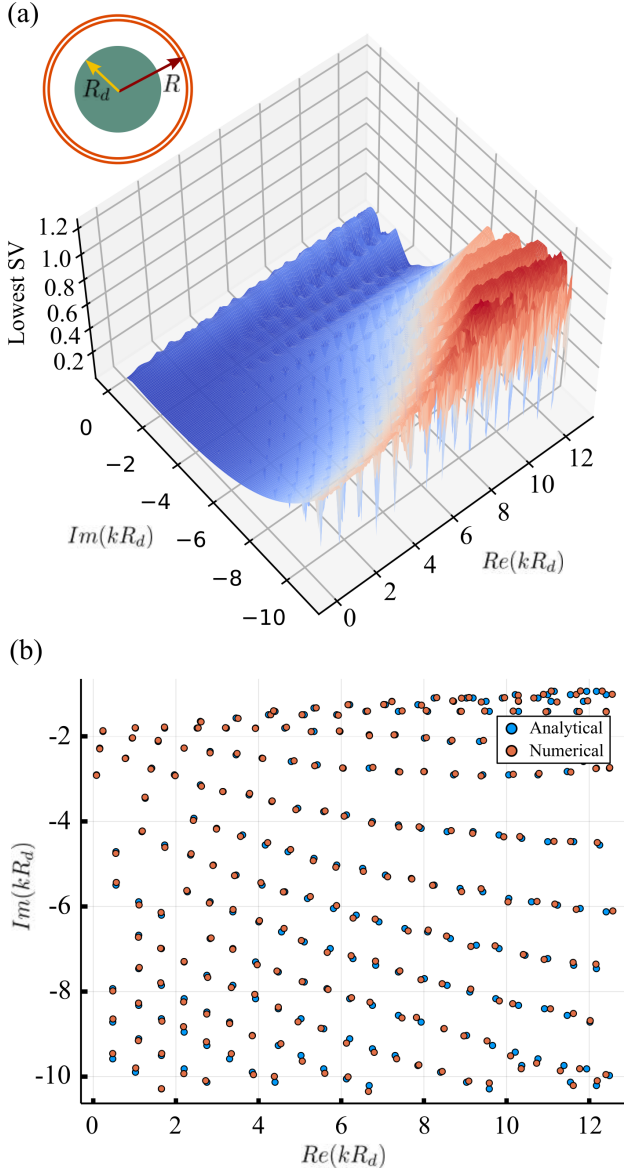 (a)
R_d
R
Lowest SV
1.2
1.0
0.8
0.6
0.4
0.2
0
−2
−4
−6
−8
−10
Im(kR_d)
0
2
4
6
8
10
12
Re(kR_d)
(b)
Im(kR_d)
-2
-4
-6
-8
-10
Analytical
Numerical
0 2 4 6 8 10 12
Re(kR_d)